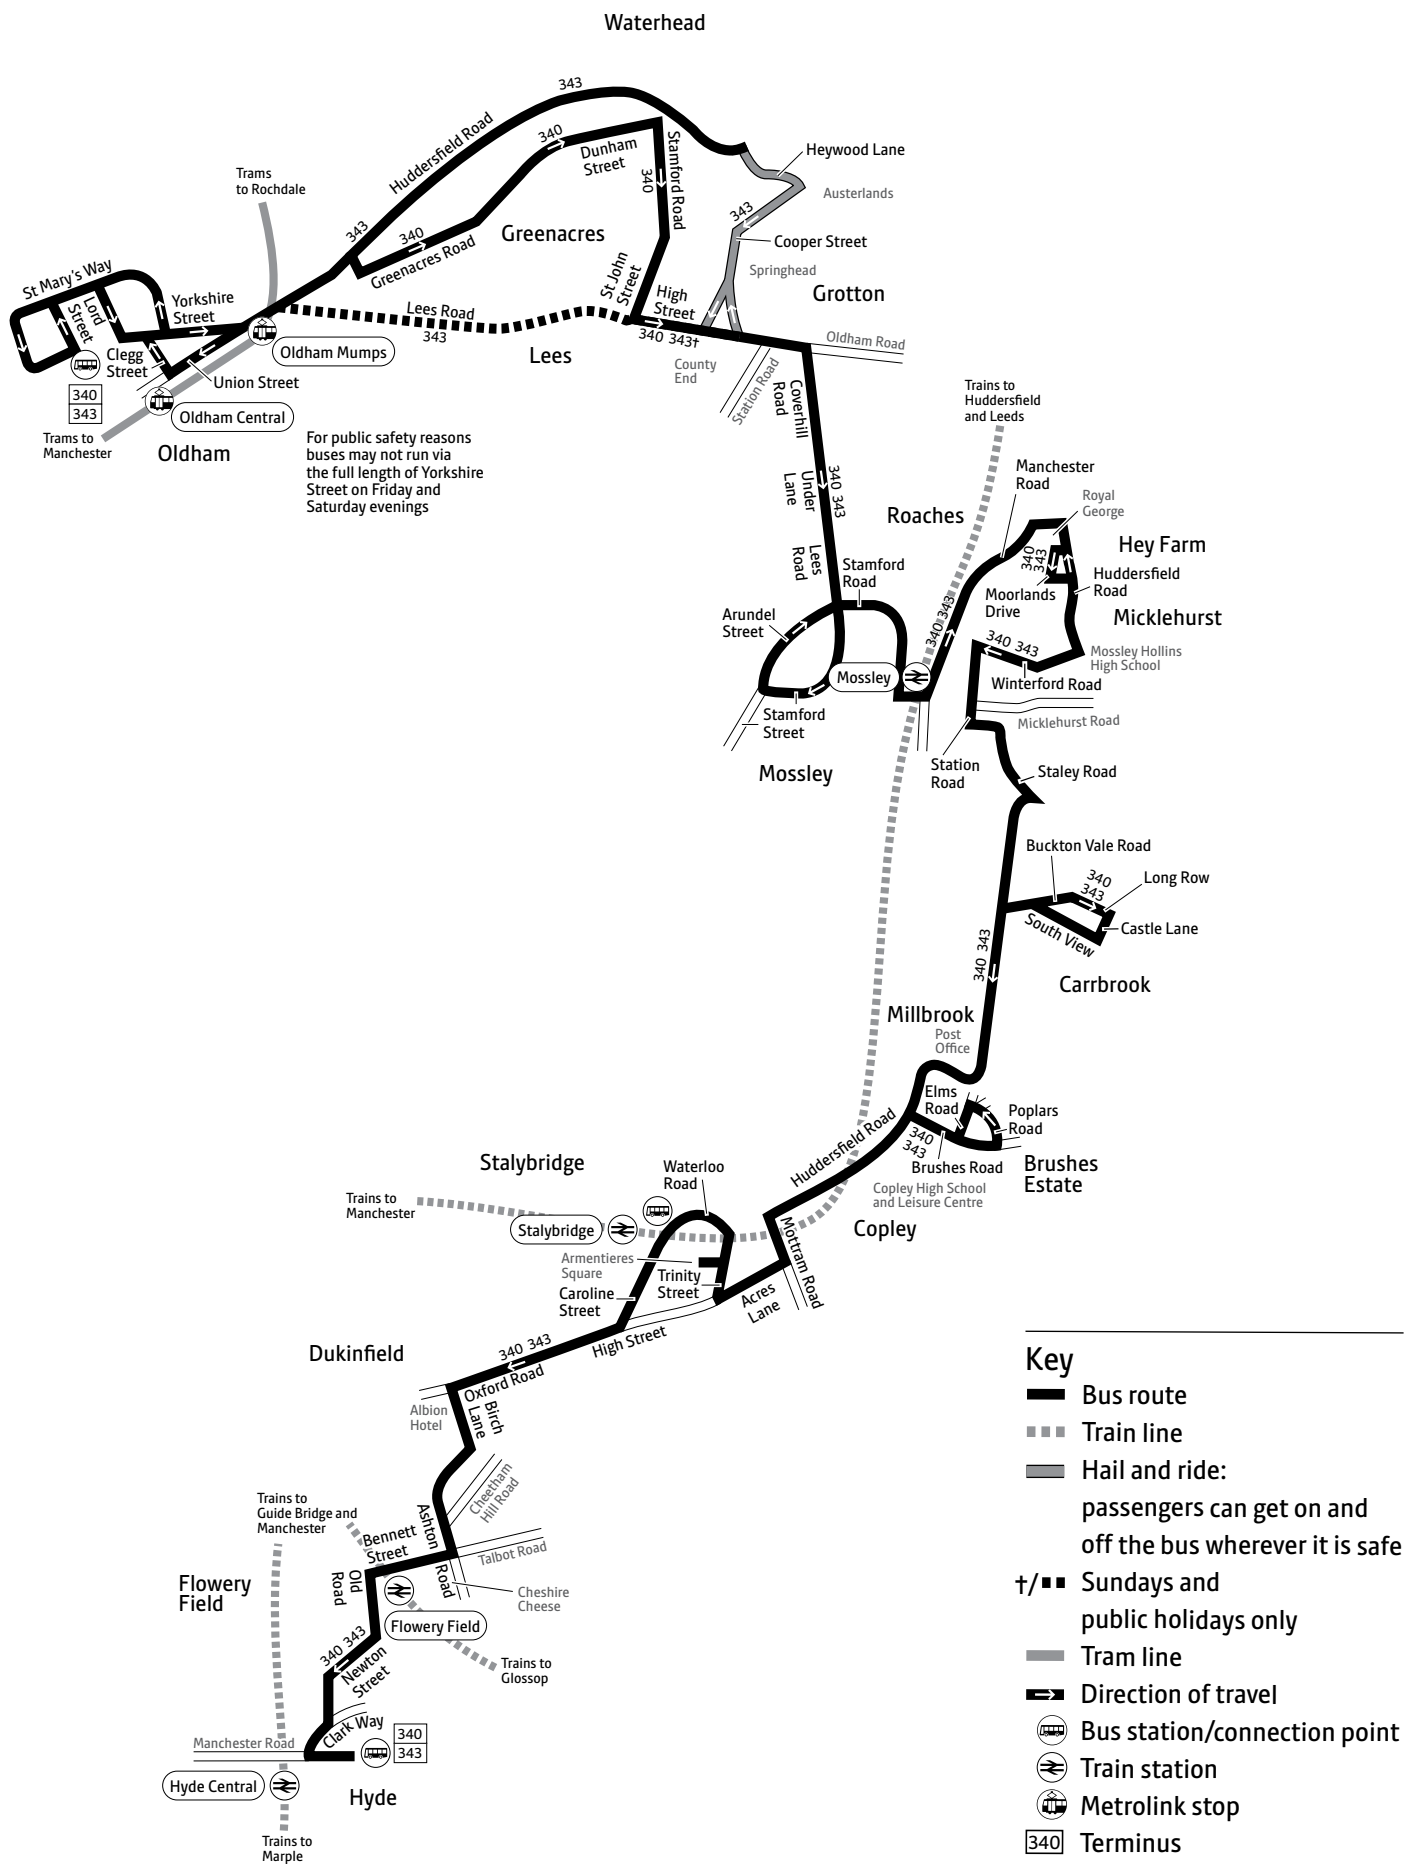 Waterhead
343
Huddersfield Road
340
Dunham
Street
Stamford Road
340
Heywood Lane
Austerlands
343
Cooper Street
Springhead
Grotton
Trams
to Rochdale
343
340
Greenacres Road
Greenacres
St John
Street
High
Street
340 343†
Oldham Road
County
End
Station Road
St Mary's Way
Lord
Street
Yorkshire
Street
Lees Road
343
Lees
Clegg
Street
Union Street
Oldham Mumps
340
343
Oldham Central
Trams to
Manchester
Oldham
For public safety reasons
buses may not run via
the full length of Yorkshire
Street on Friday and
Saturday evenings
Coverhill
Road
Under
Lane
340 343
Lees
Road
Trains to
Huddersfield
and Leeds
Manchester
Road
Royal
George
Roaches
Hey Farm
340
343
Huddersfield
Road
Moorlands
Drive
Micklehurst
Stamford
Road
Arundel
Street
340 343
340 343
Mossley Hollins
High School
Mossley
Winterford Road
Stamford
Street
Micklehurst Road
Mossley
Station
Road
Staley Road
Buckton Vale Road
340
343
Long Row
Castle Lane
South View
340 343
Carrbrook
Millbrook
Post
Office
Elms
Road
Poplars
Road
340
343
Brushes Road
Brushes
Estate
Huddersfield Road
Copley High School
and Leisure Centre
Copley
Stalybridge
Waterloo
Road
Trains to
Manchester
Stalybridge
Armentieres
Square
Trinity
Street
Caroline
Street
Mottram Road
Acres
Lane
High Street
Dukinfield
340 343
Oxford Road
Albion
Hotel
Birch
Lane
Cheetham
Hill Road
Trains to
Guide Bridge and
Manchester
Bennett
Street
Ashton
Road
Talbot Road
Old
Road
Cheshire
Cheese
Flowery
Field
Flowery Field
340 343
Newton
Street
Trains to
Glossop
Clark Way
Manchester Road
340
343
Hyde Central
Hyde
Trains to
Marple
Key
Bus route
Train line
Hail and ride:
passengers can get on and
off the bus wherever it is safe
†/ Sundays and
public holidays only
Tram line
Direction of travel
Bus station/connection point
Train station
Metrolink stop
340 Terminus